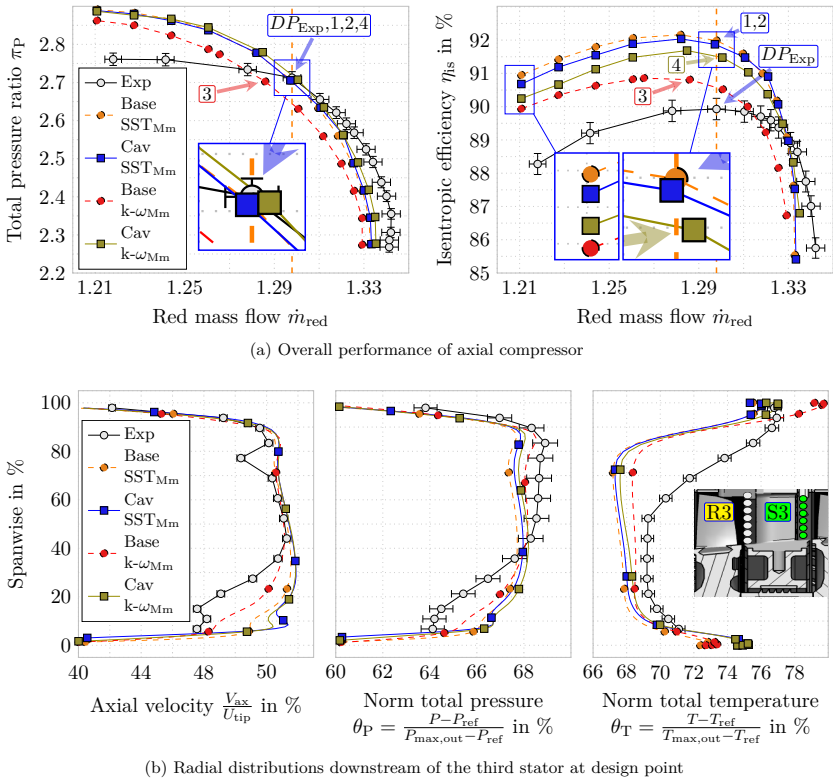 2.8
2.7
2.6
2.5
2.4
2.3
2.2
1.21
1.25
1.29
1.33
Total pressure ratio πP
Red mass flow ṁred
DPExp,1,2,4
3
Exp
Base
SSTMm
Cav
SSTMm
Base
k-ωMm
Cav
k-ωMm
92
91
90
89
88
87
86
85
1.21
1.25
1.29
1.33
Isentropic efficiency ηis in %
Red mass flow ṁred
1,2
DPExp
4
3
(a) Overall performance of axial compressor
100
80
60
40
20
0
Spanwise in %
40
44
46
48
50
52
Exp
Base
SSTMm
Cav
SSTMm
Base
k-ωMm
Cav
k-ωMm
Axial velocity Vax/Utip in %
60
62
64
66
68
70
Norm total pressure
θP = P−Pref/Pmax,out−Pref in %
66
68
70
72
74
76
78
R3
S3
Norm total temperature
θT = T−Tref/Tmax,out−Tref in %
(b) Radial distributions downstream of the third stator at design point